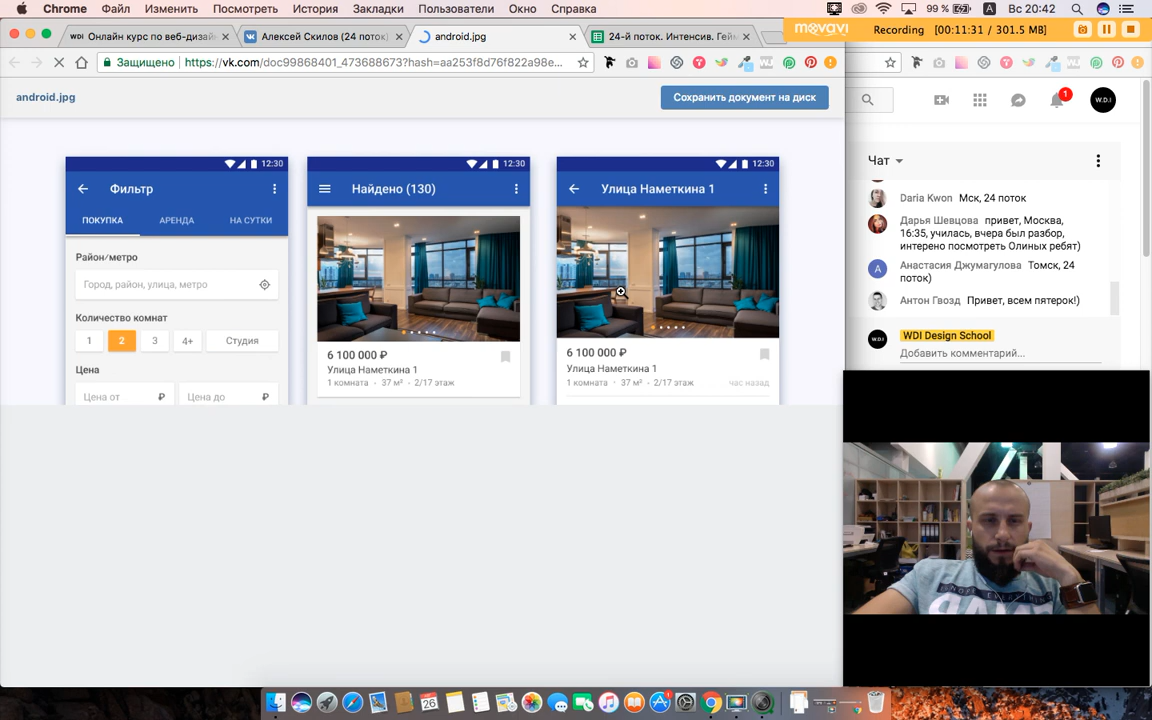 Chrome Файл Изменить Посмотреть История Закладки Пользователи Окно Справка
99 % A Вс 20:42
WDI Онлайн курс по веб-дизай
Алексей Скилов (24 поток)
android.jpg
24-й поток. Интенсив. Гейм
movavi Recording [00:11:31 / 301.5 MB]
Защищено https://vk.com/doc99868401_473688673?hash=aa253f8d76f822a98e...
android.jpg
Сохранить документ на диск
12:30
Фильтр
ПОКУПКА АРЕНДА НА СУТКИ
Район/метро
Город, район, улица, метро
Количество комнат
1 2 3 4+ Студия
Цена
Цена от ₽ Цена до ₽
12:30
Найдено (130)
6 100 000 ₽
Улица Наметкина 1
1 комната · 37 м² · 2/17 этаж
12:30
Улица Наметкина 1
6 100 000 ₽
Улица Наметкина 1
1 комната · 37 м² · 2/17 этаж час назад
1
W.D.I
Чат
Daria Kwon Мск, 24 поток
Дарья Шевцова привет, Москва,
16:35, училась, вчера был разбор,
интерено посмотреть Олиных ребят)
А Анастасия Джумагулова Томск, 24
поток)
Антон Гвозд Привет, всем пятерок!)
WDI Design School
Добавить комментарий...
26